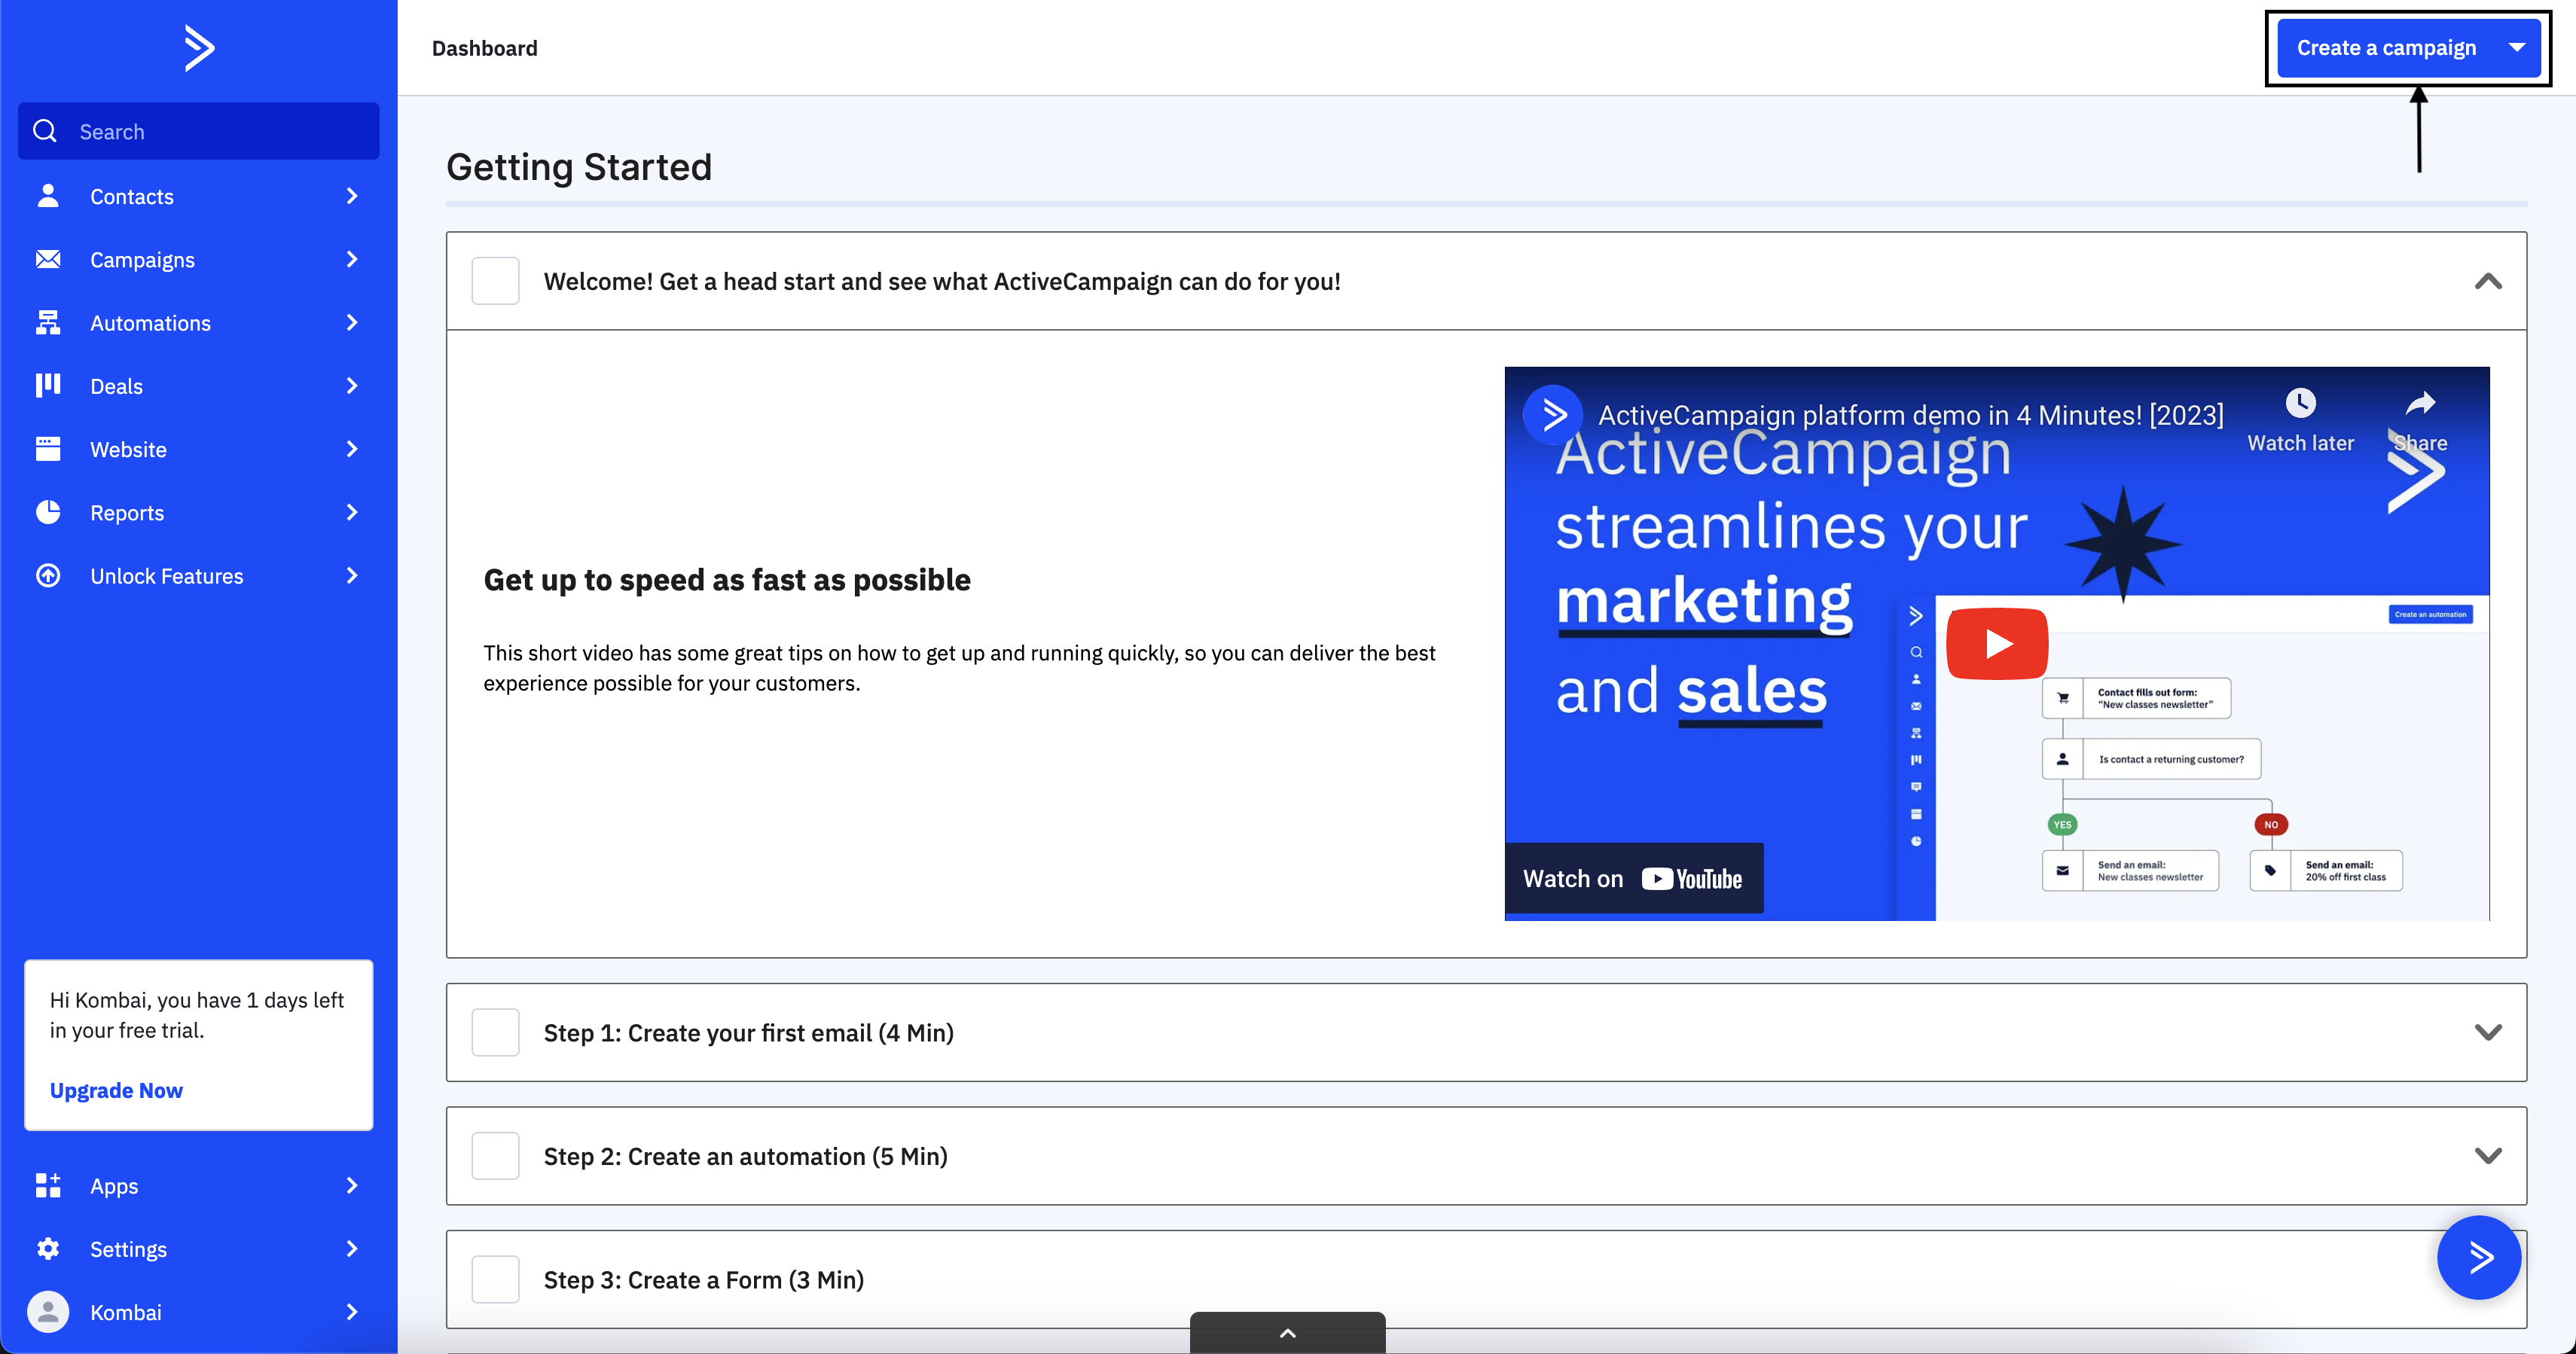 Dashboard
Create a campaign
Search
Contacts
Campaigns
Automations
Deals
Website
Reports
Unlock Features
Hi Kombai, you have 1 days left
in your free trial.
Upgrade Now
Apps
Settings
Kombai
Getting Started
Welcome! Get a head start and see what ActiveCampaign can do for you!
Get up to speed as fast as possible
This short video has some great tips on how to get up and running quickly, so you can deliver the best
experience possible for your customers.
ActiveCampaign platform demo in 4 Minutes! [2023]
Watch later
Share
ActiveCampaign
streamlines your
marketing
and sales
Create an automation
Contact fills out form:
"New classes newsletter"
Is contact a returning customer?
YES
NO
Send an email:
New classes newsletter
Send an email:
20% off first class
Watch on YouTube
Step 1: Create your first email (4 Min)
Step 2: Create an automation (5 Min)
Step 3: Create a Form (3 Min)